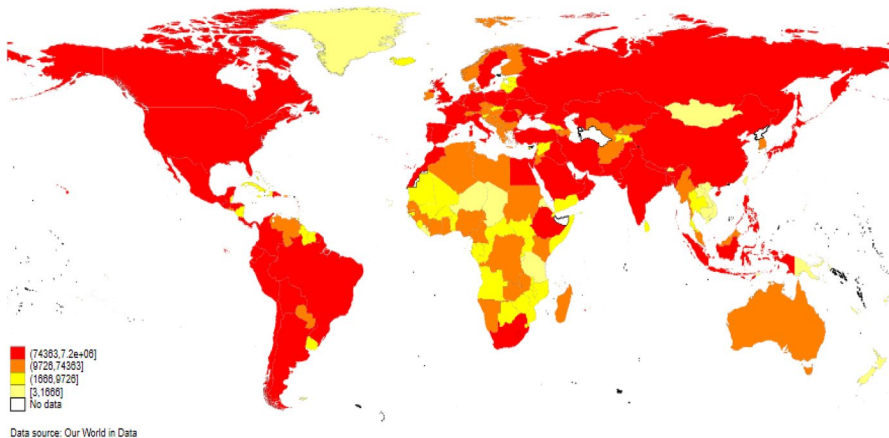 (74363,7.2e+06]
(9726,74363]
(1666,9726]
[3,1666]
No data
Data source: Our World in Data